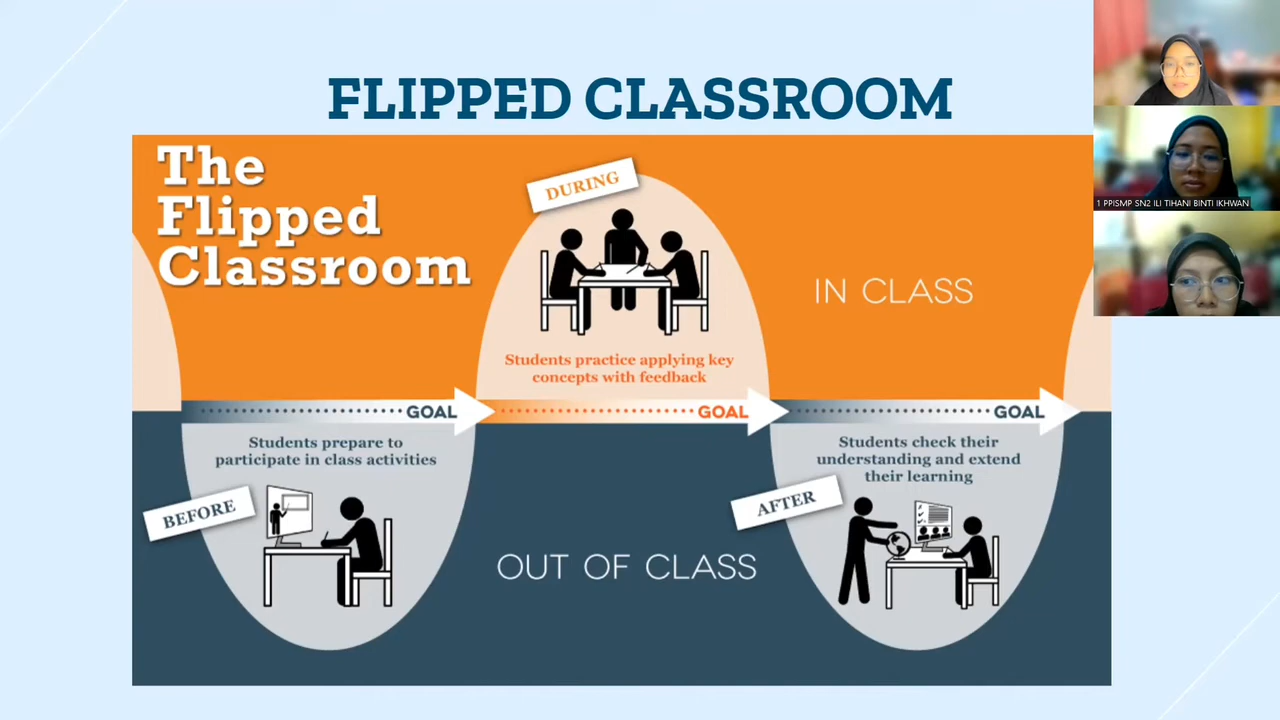 FLIPPED CLASSROOM
The
Flipped
Classroom
DURING
IN CLASS
Students practice applying key
concepts with feedback
GOAL
GOAL
GOAL
Students prepare to
participate in class activities
BEFORE
Students check their
understanding and extend
their learning
AFTER
OUT OF CLASS
1 PPISMP SN2 ILI TIHANI BINTI IKHWAN